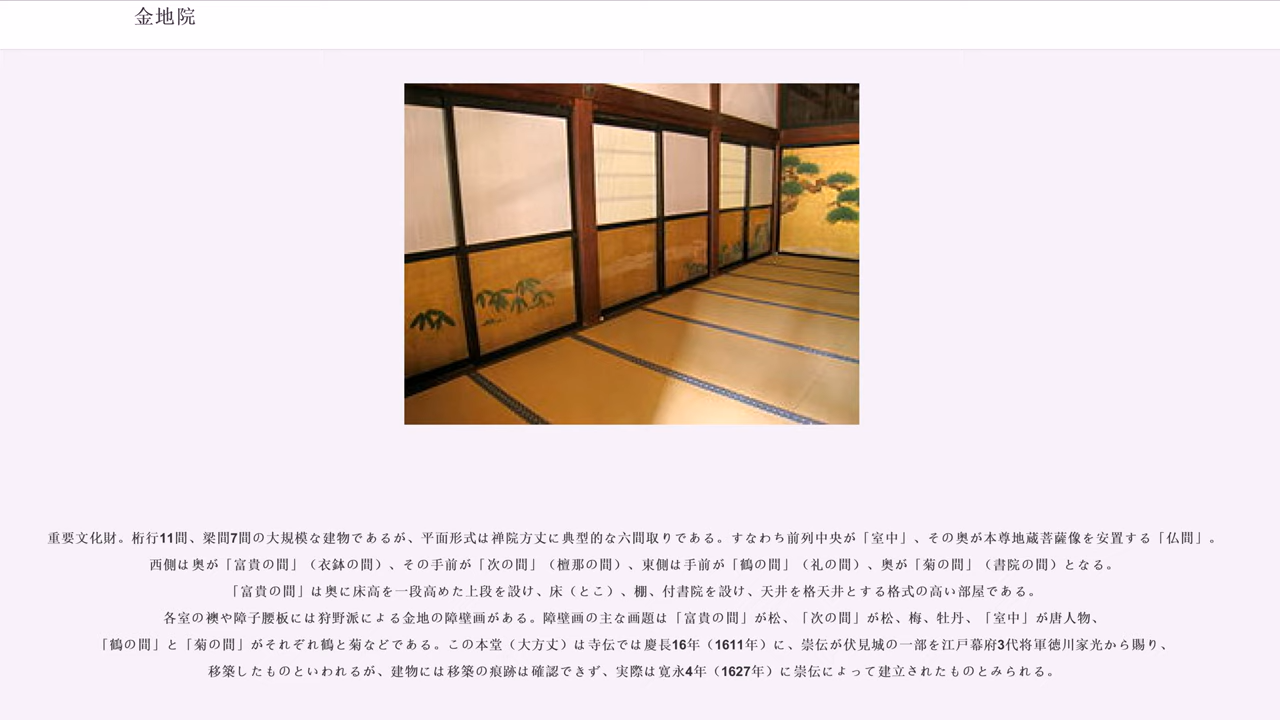 金地院
重要文化財。桁行11間、梁間7間の大規模な建物であるが、平面形式は禅院方丈に典型的な六間取りである。すなわち前列中央が「室中」、その奥が本尊地蔵菩薩像を安置する「仏間」。
西側は奥が「富貴の間」（衣鉢の間）、その手前が「次の間」（檀那の間）、東側は手前が「鶴の間」（礼の間）、奥が「菊の間」（書院の間）となる。
「富貴の間」は奥に床高を一段高めた上段を設け、床（とこ）、棚、付書院を設け、天井を格天井とする格式の高い部屋である。
各室の襖や障子腰板には狩野派による金地の障壁画がある。障壁画の主な画題は「富貴の間」が松、「次の間」が松、梅、牡丹、「室中」が唐人物、
「鶴の間」と「菊の間」がそれぞれ鶴と菊などである。この本堂（大方丈）は寺伝では慶長16年（1611年）に、崇伝が伏見城の一部を江戸幕府3代将軍徳川家光から賜り、
移築したものといわれるが、建物には移築の痕跡は確認できず、実際は寛永4年（1627年）に崇伝によって建立されたものとみられる。